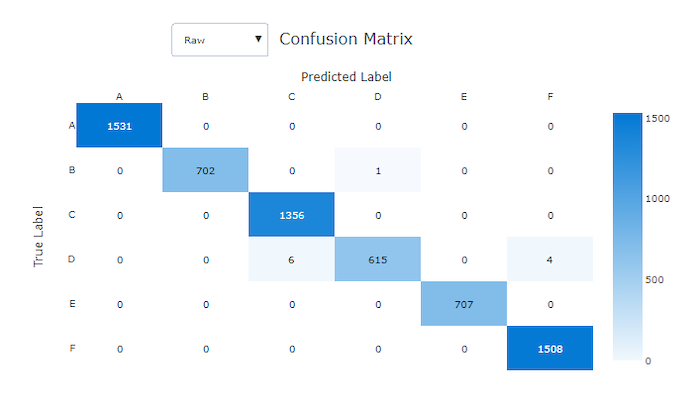 Raw ▼ Confusion Matrix
Predicted Label
A B C D E F
A 1531 0 0 0 0 0
B 0 702 0 1 0 0
C 0 0 1356 0 0 0
D 0 0 6 615 0 4
E 0 0 0 0 707 0
F 0 0 0 0 0 1508
True Label
1500
1000
500
0